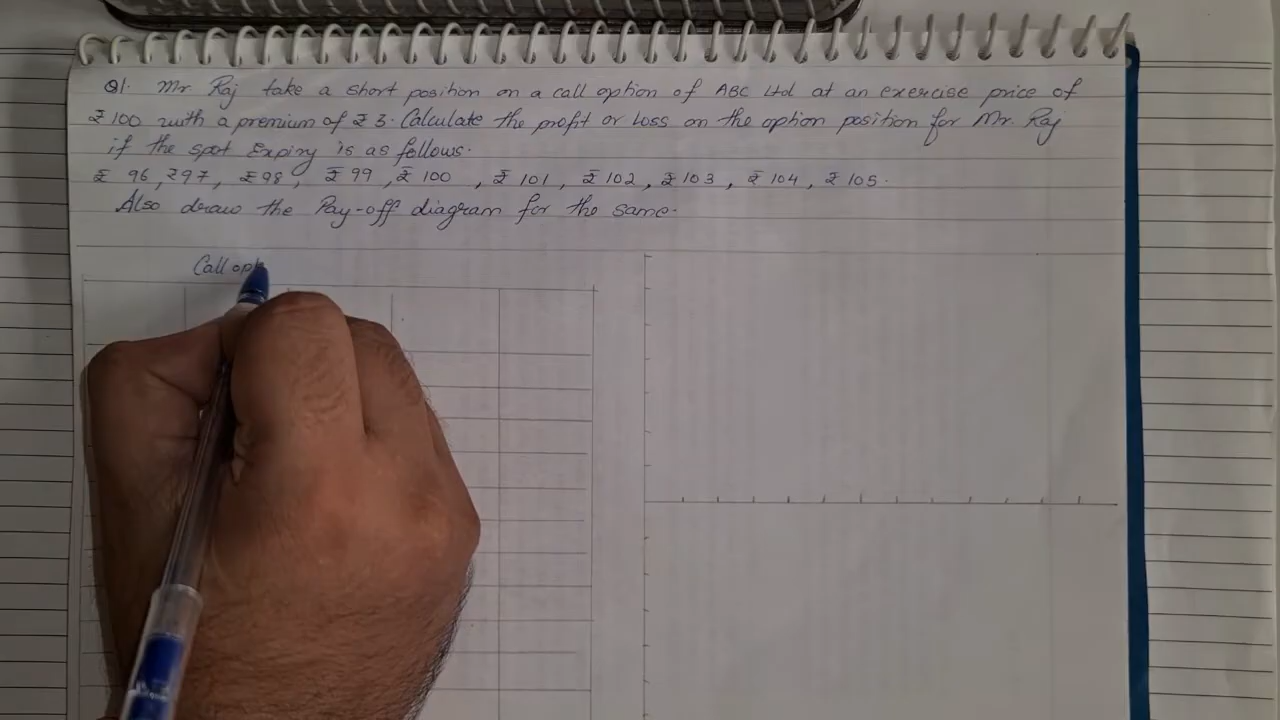 Q1. Mr. Raj take a short position on a call option of ABC Ltd at an exercise price of
₹ 100 with a premium of ₹ 3. Calculate the profit or Loss on the option position for Mr. Raj
if the spot Expiry is as follows.
₹ 96, ₹97, ₹98, ₹ 99, ₹ 100, ₹ 101, ₹ 102, ₹ 103, ₹ 104, ₹ 105.
Also draw the Pay-off diagram for the same.
Call opt